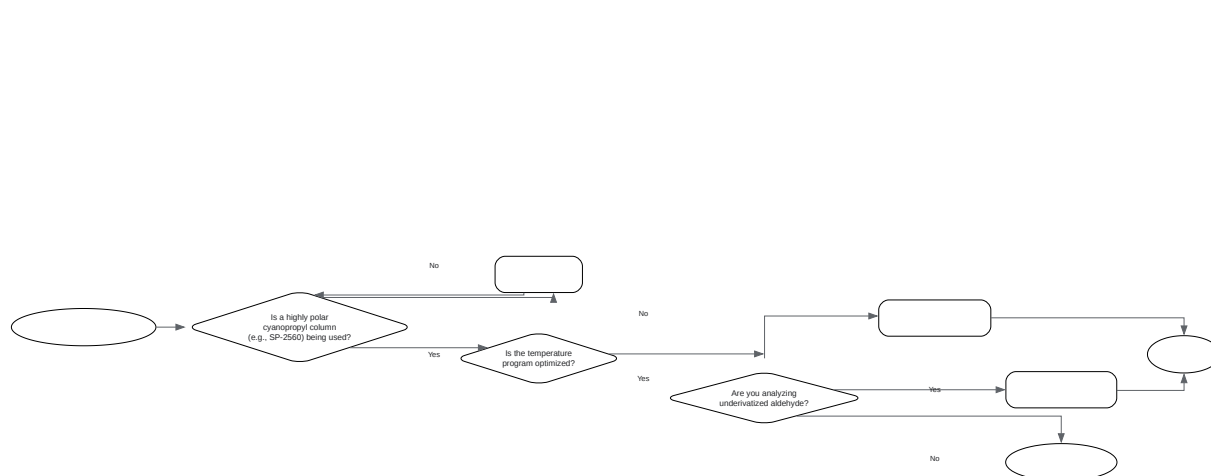 No
Is a highly polar
cyanopropyl column
(e.g., SP-2560) being used?
Yes
Is the temperature
program optimized?
No
Yes
Are you analyzing
underivatized aldehyde?
Yes
No